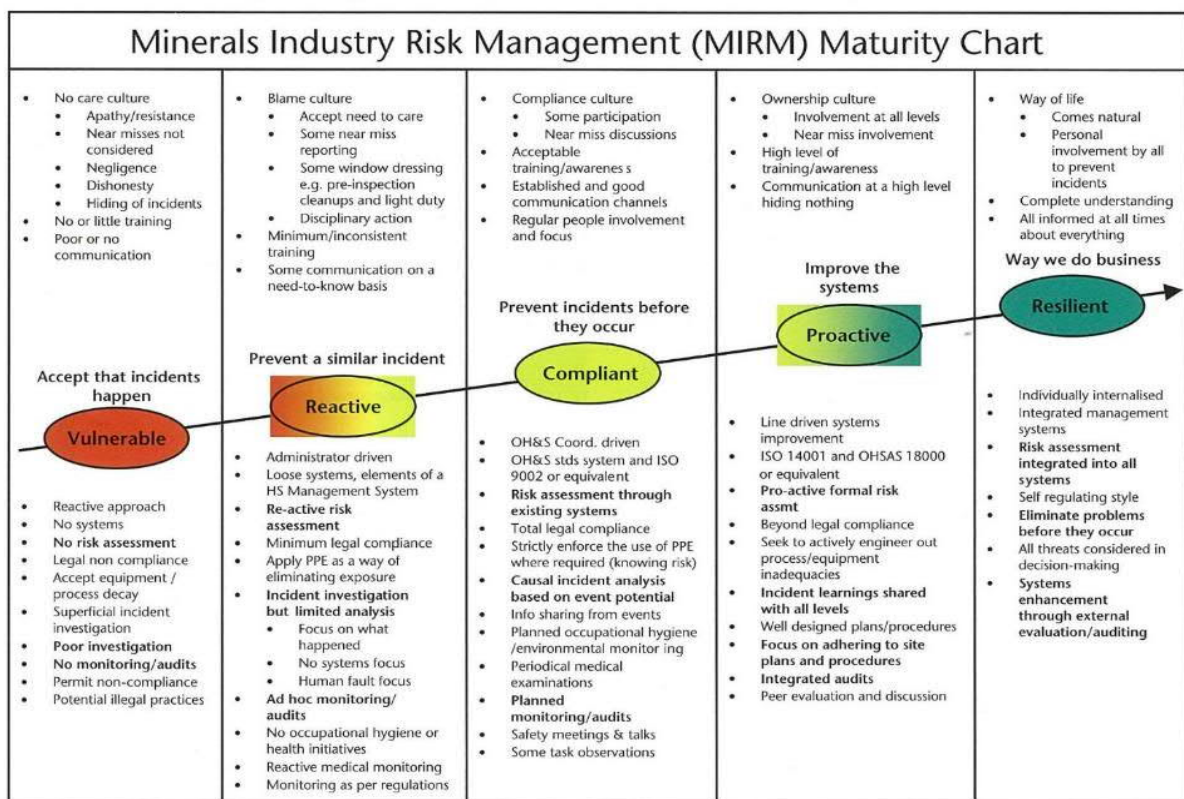 Minerals Industry Risk Management (MIRM) Maturity Chart
• No care culture
• Apathy/resistance
• Near misses not
considered
• Negligence
• Dishonesty
• Hiding of incidents
• No or little training
• Poor or no
communication
Accept that incidents
happen
Vulnerable
• Reactive approach
• No systems
• No risk assessment
• Legal non compliance
• Accept equipment /
process decay
• Superficial incident
investigation
• Poor investigation
• No monitoring/audits
• Permit non-compliance
• Potential illegal practices
• Blame culture
• Accept need to care
• Some near miss
reporting
• Some window dressing
e.g. pre-inspection
cleanups and light duty
• Disciplinary action
• Minimum/inconsistent
training
• Some communication on a
need-to-know basis
Prevent a similar incident
Reactive
• Administrator driven
• Loose systems, elements of a
HS Management System
• Re-active risk
assessment
• Minimum legal compliance
• Apply PPE as a way of
eliminating exposure
• Incident investigation
but limited analysis
• Focus on what
happened
• No systems focus
• Human fault focus
• Ad hoc monitoring/
audits
• No occupational hygiene or
health initiatives
• Reactive medical monitoring
• Monitoring as per regulations
• Compliance culture
• Some participation
• Near miss discussions
• Acceptable
training/awarenes s
• Established and good
communication channels
• Regular people involvement
and focus
Prevent incidents before
they occur
Compliant
• OH&S Coord. driven
• OH&S stds system and ISO
9002 or equivalent
• Risk assessment through
existing systems
• Total legal compliance
• Strictly enforce the use of PPE
where required (knowing risk)
• Causal incident analysis
based on event potential
• Info sharing from events
• Planned occupational hygiene
/environmental monitor ing
• Periodical medical
examinations
• Planned
monitoring/audits
• Safety meetings & talks
• Some task observations
• Ownership culture
• Involvement at all levels
• Near miss involvement
• High level of
training/awareness
• Communication at a high level
hiding nothing
Improve the
systems
Proactive
• Line driven systems
improvement
• ISO 14001 and OHSAS 18000
or equivalent
• Pro-active formal risk
assmt
• Beyond legal compliance
• Seek to actively engineer out
process/equipment
inadequacies
• Incident learnings shared
with all levels
• Well designed plans/procedures
• Focus on adhering to site
plans and procedures
• Integrated audits
• Peer evaluation and discussion
• Way of life
• Comes natural
• Personal
involvement by all
to prevent
incidents
• Complete understanding
• All informed at all times
about everything
Way we do business
Resilient
• Individually internalised
• Integrated management
systems
• Risk assessment
integrated into all
systems
• Self regulating style
• Eliminate problems
before they occur
• All threats considered in
decision-making
• Systems
enhancement
through external
evaluation/auditing